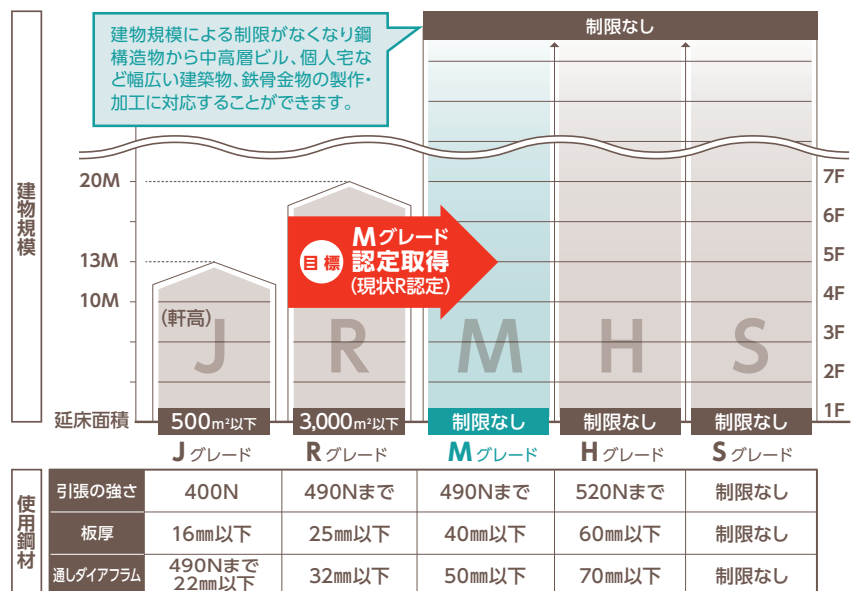 制限なし
建物規模による制限がなくなり鋼
構造物から中高層ビル、個人宅な
ど幅広い建築物、鉄骨金物の製作・
加工に対応することができます。
建物規模
20M
13M
10M
7F
6F
5F
4F
3F
2F
1F
目標
Mグレード
認定取得
(現状R認定)
(軒高)
J
R
M
H
S
延床面積
500m²以下
3,000m²以下
制限なし
制限なし
制限なし
Jグレード
Rグレード
Mグレード
Hグレード
Sグレード
使用鋼材
引張の強さ 400N 490Nまで 490Nまで 520Nまで 制限なし
板厚 16㎜以下 25㎜以下 40㎜以下 60㎜以下 制限なし
通しダイアフラム 490Nまで 22㎜以下 32㎜以下 50㎜以下 70㎜以下 制限なし